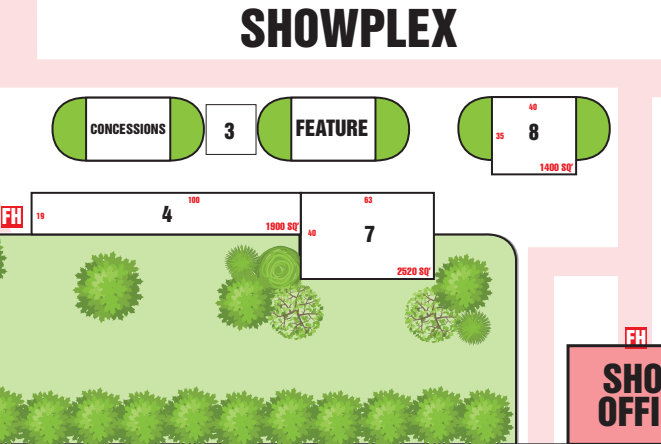 SHOWPLEX
CONCESSIONS
3
FEATURE
40
35
8
1400 SQ'
FH
19
100
4
1900 SQ'
63
40
7
2520 SQ'
FH
SHO
OFFI